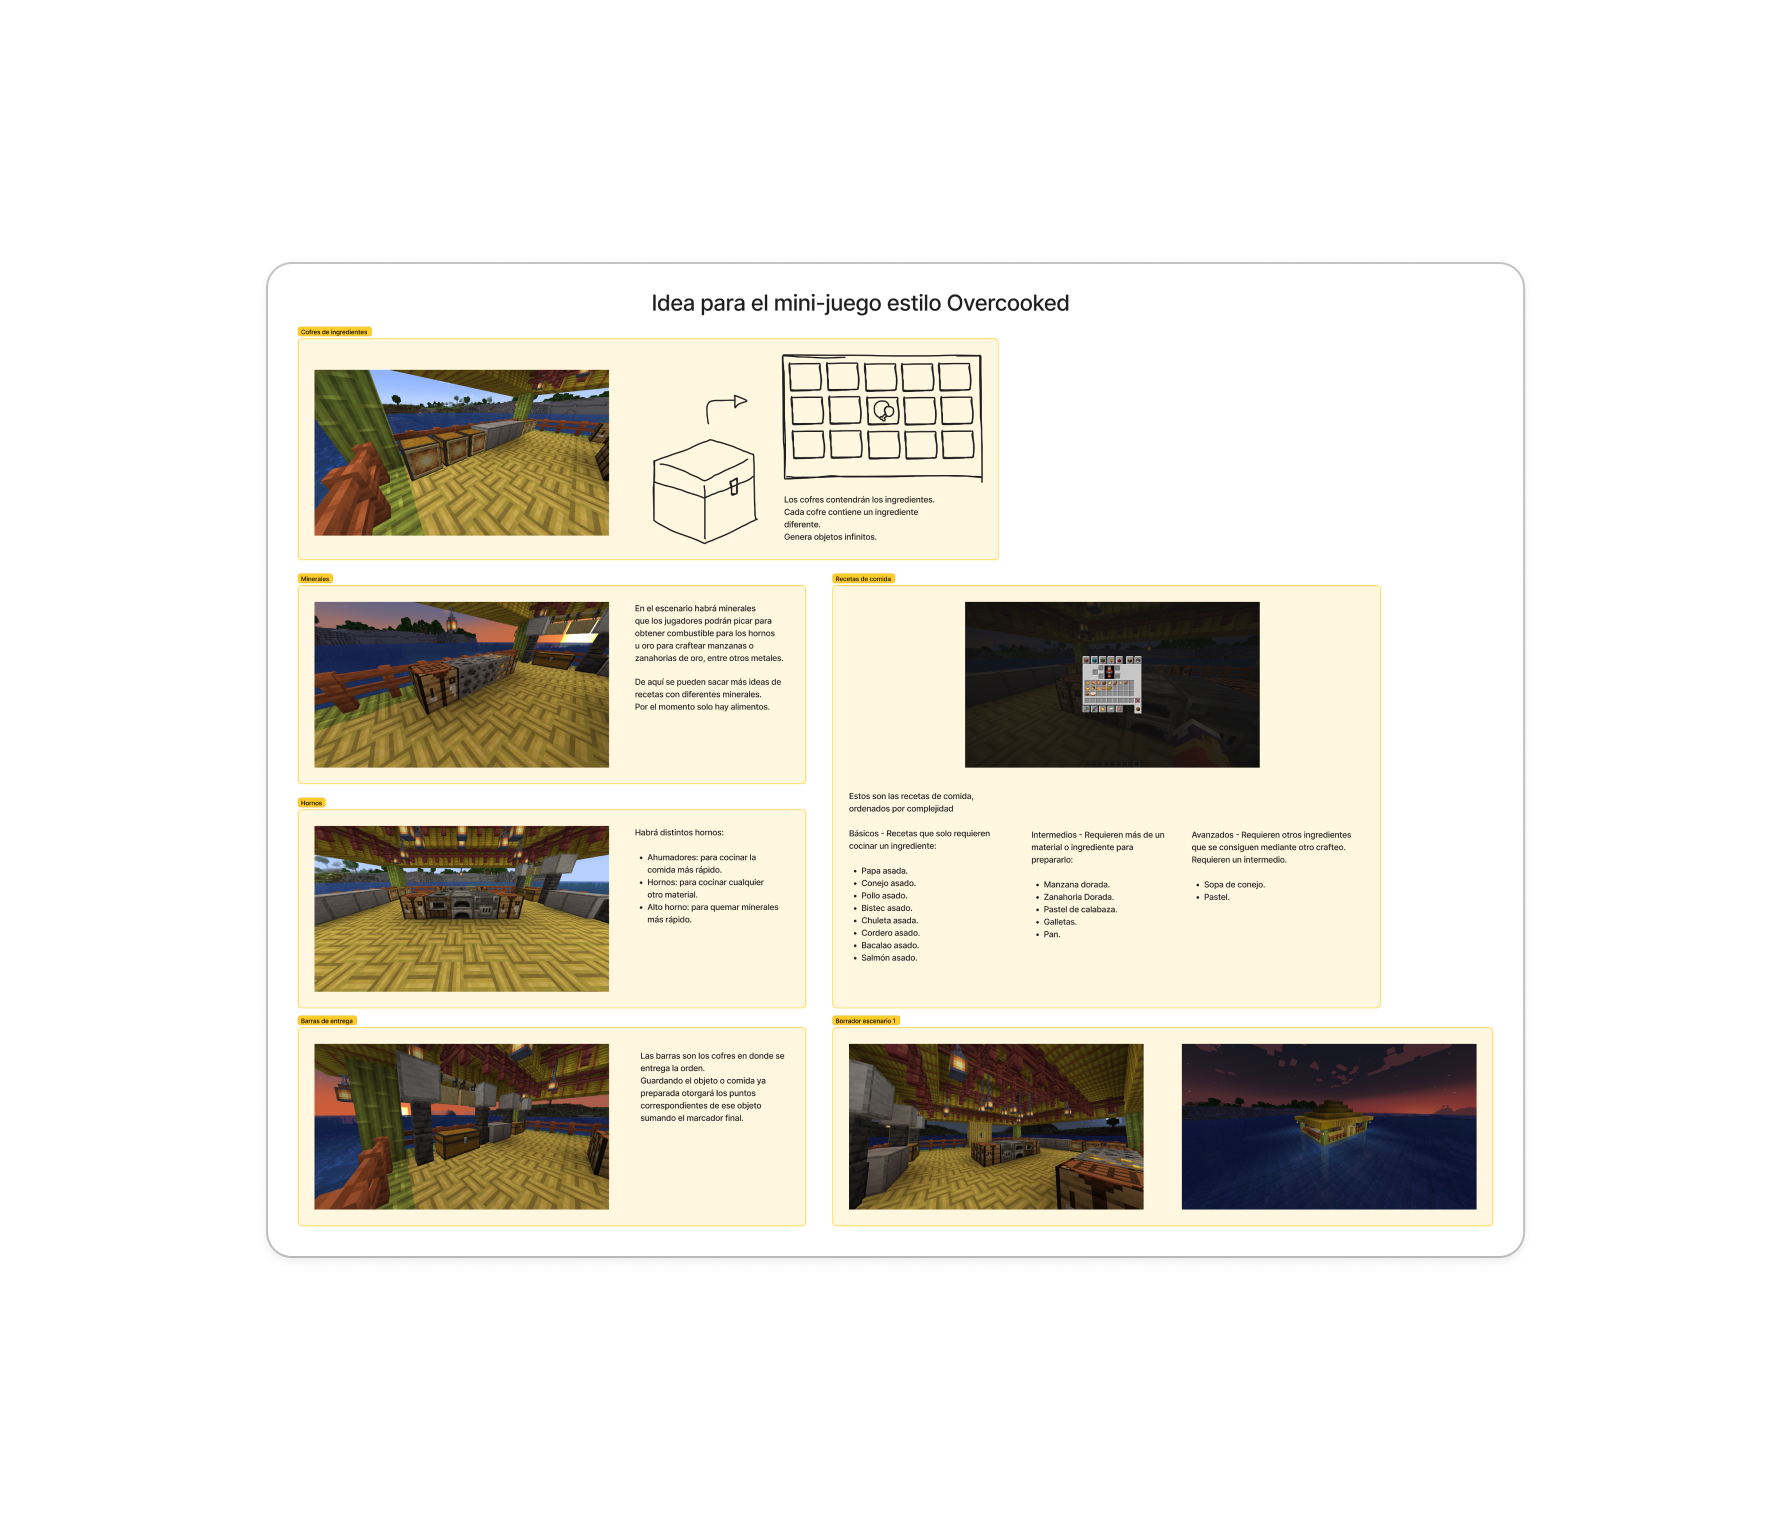 Idea para el mini-juego estilo Overcooked
Cofres de ingredientes
Los cofres contendrán los ingredientes.
Cada cofre contiene un ingrediente
diferente.
Genera objetos infinitos.
Minerales
En el escenario habrá minerales
que los jugadores podrán picar para
obtener combustible para los hornos
u oro para craftear manzanas o
zanahorias de oro, entre otros metales.
De aquí se pueden sacar más ideas de
recetas con diferentes minerales.
Por el momento solo hay alimentos.
Hornos
Habrá distintos hornos:
• Ahumadores: para cocinar la
comida más rápido.
• Hornos: para cocinar cualquier
otro material.
• Alto horno: para quemar minerales
más rápido.
Recetas de comida
Estos son las recetas de comida,
ordenados por complejidad
Básicos - Recetas que solo requieren
cocinar un ingrediente:
• Papa asada.
• Conejo asado.
• Pollo asado.
• Bistec asado.
• Chuleta asada.
• Cordero asado.
• Bacalao asado.
• Salmón asado.
Intermedios - Requieren más de un
material o ingrediente para
prepararlo:
• Manzana dorada.
• Zanahoria Dorada.
• Pastel de calabaza.
• Galletas.
• Pan.
Avanzados - Requieren otros ingredientes
que se consiguen mediante otro crafteo.
Requieren un intermedio.
• Sopa de conejo.
• Pastel.
Barras de entrega
Las barras son los cofres en donde se
entrega la orden.
Guardando el objeto o comida ya
preparada otorgará los puntos
correspondientes de ese objeto
sumando el marcador final.
Borrador escenario 1